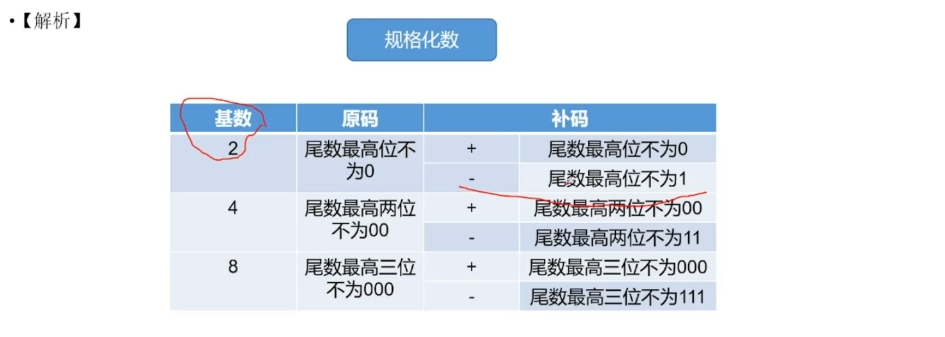 •【解析】
规格化数
基数 原码 补码
2 尾数最高位不为0 + 尾数最高位不为0
- 尾数最高位不为1
4 尾数最高两位不为00 + 尾数最高两位不为00
- 尾数最高两位不为11
8 尾数最高三位不为000 + 尾数最高三位不为000
- 尾数最高三位不为111